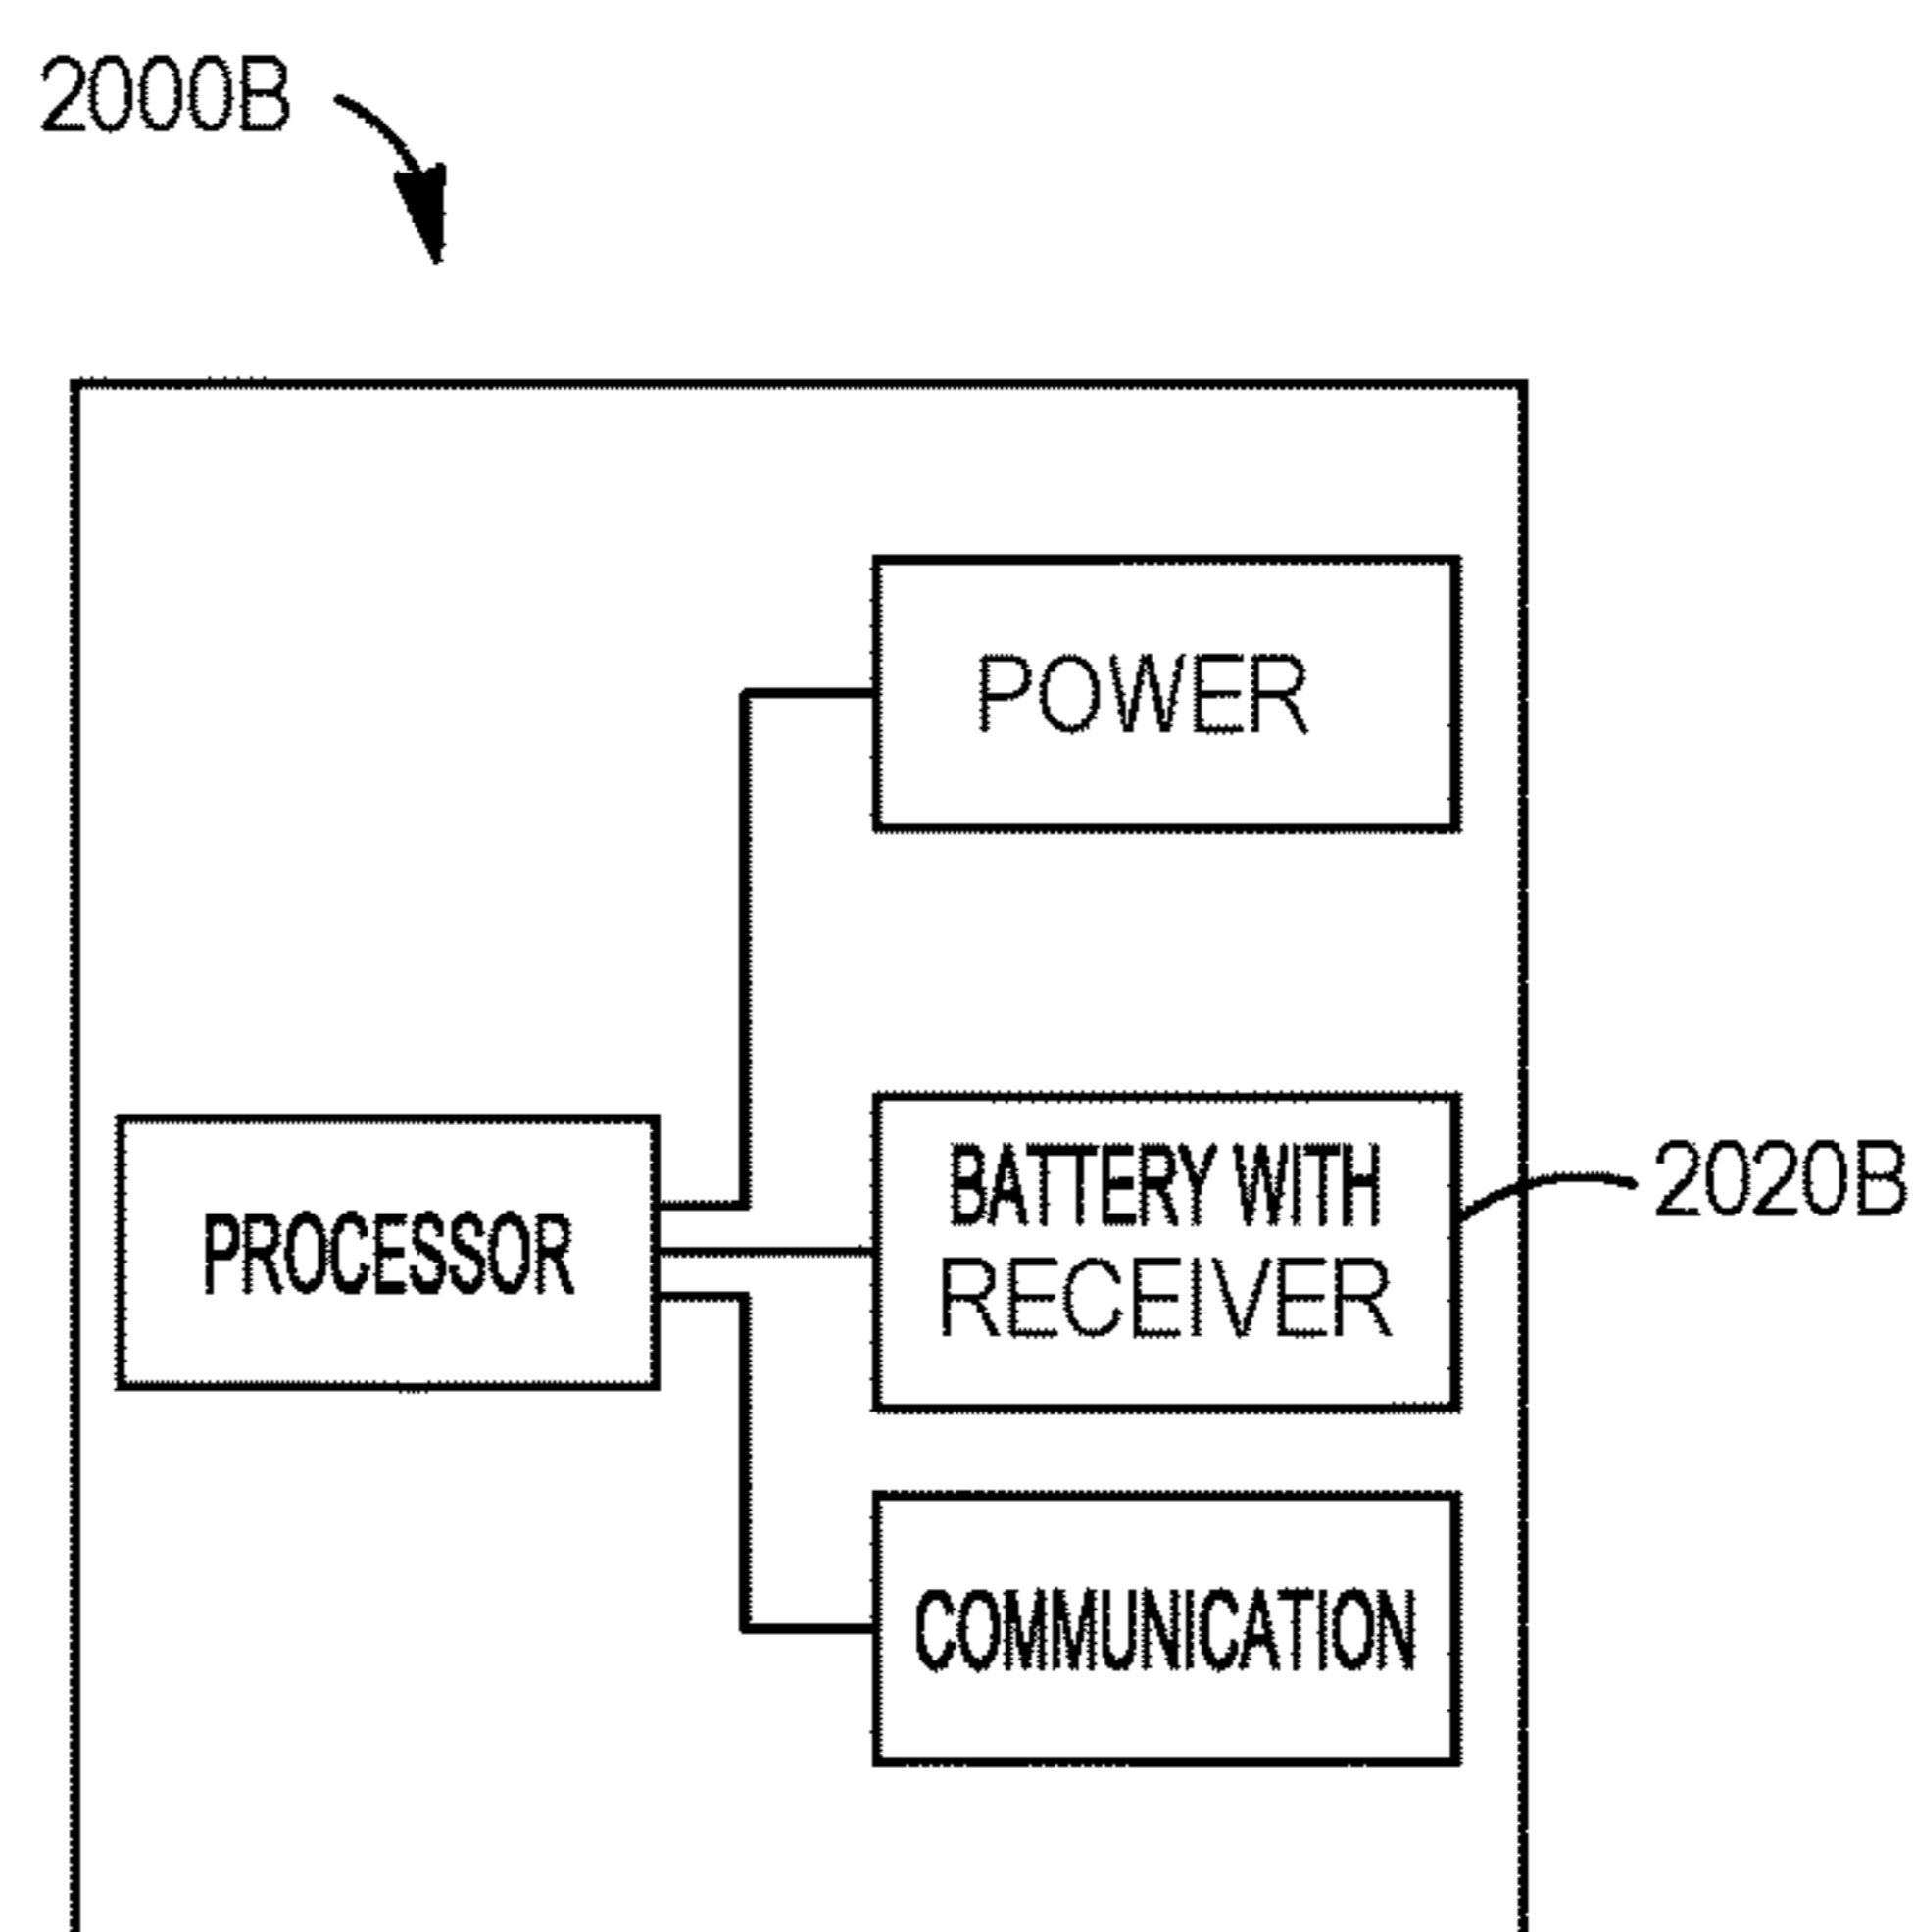 2000B
POWER
PROCESSOR
BATTERY WITH
RECEIVER
2020B
COMMUNICATION